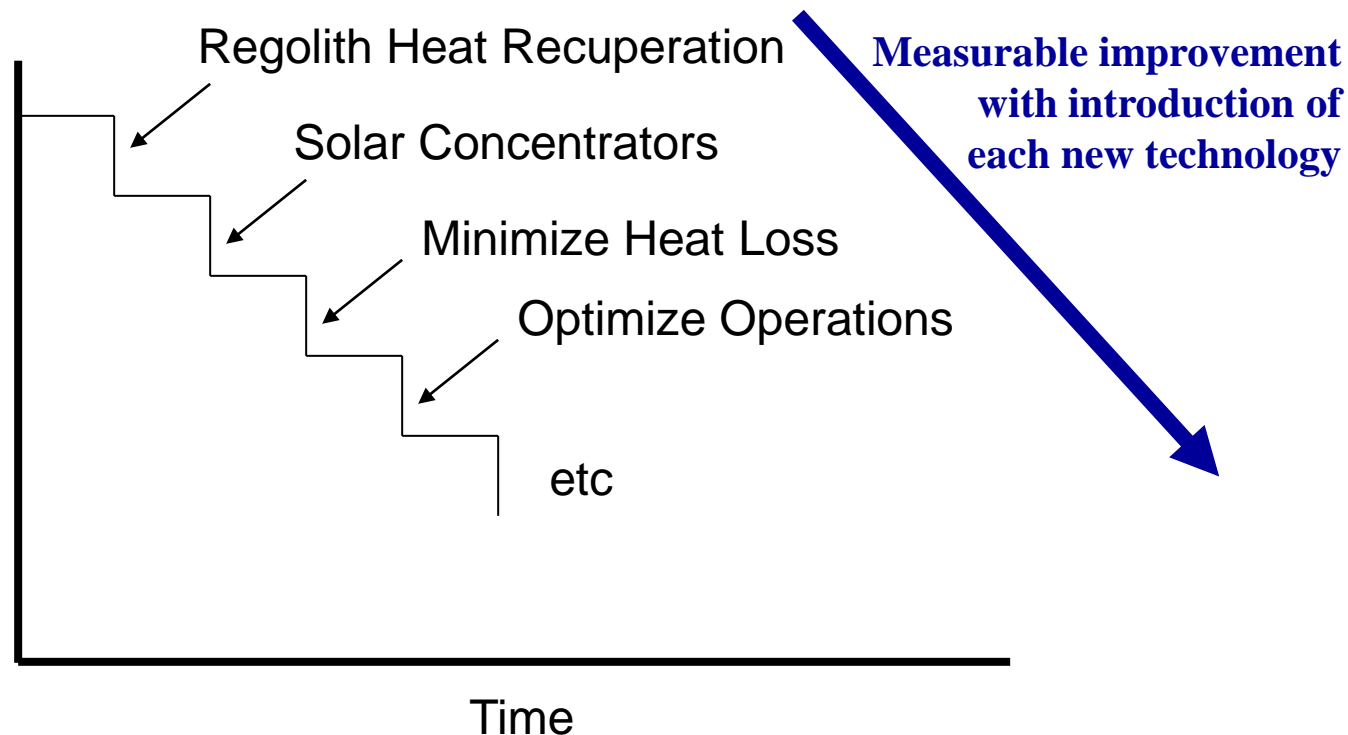 Regolith Heat Recuperation
Measurable improvement
with introduction of
each new technology
Solar Concentrators
Minimize Heat Loss
Optimize Operations
etc
Time